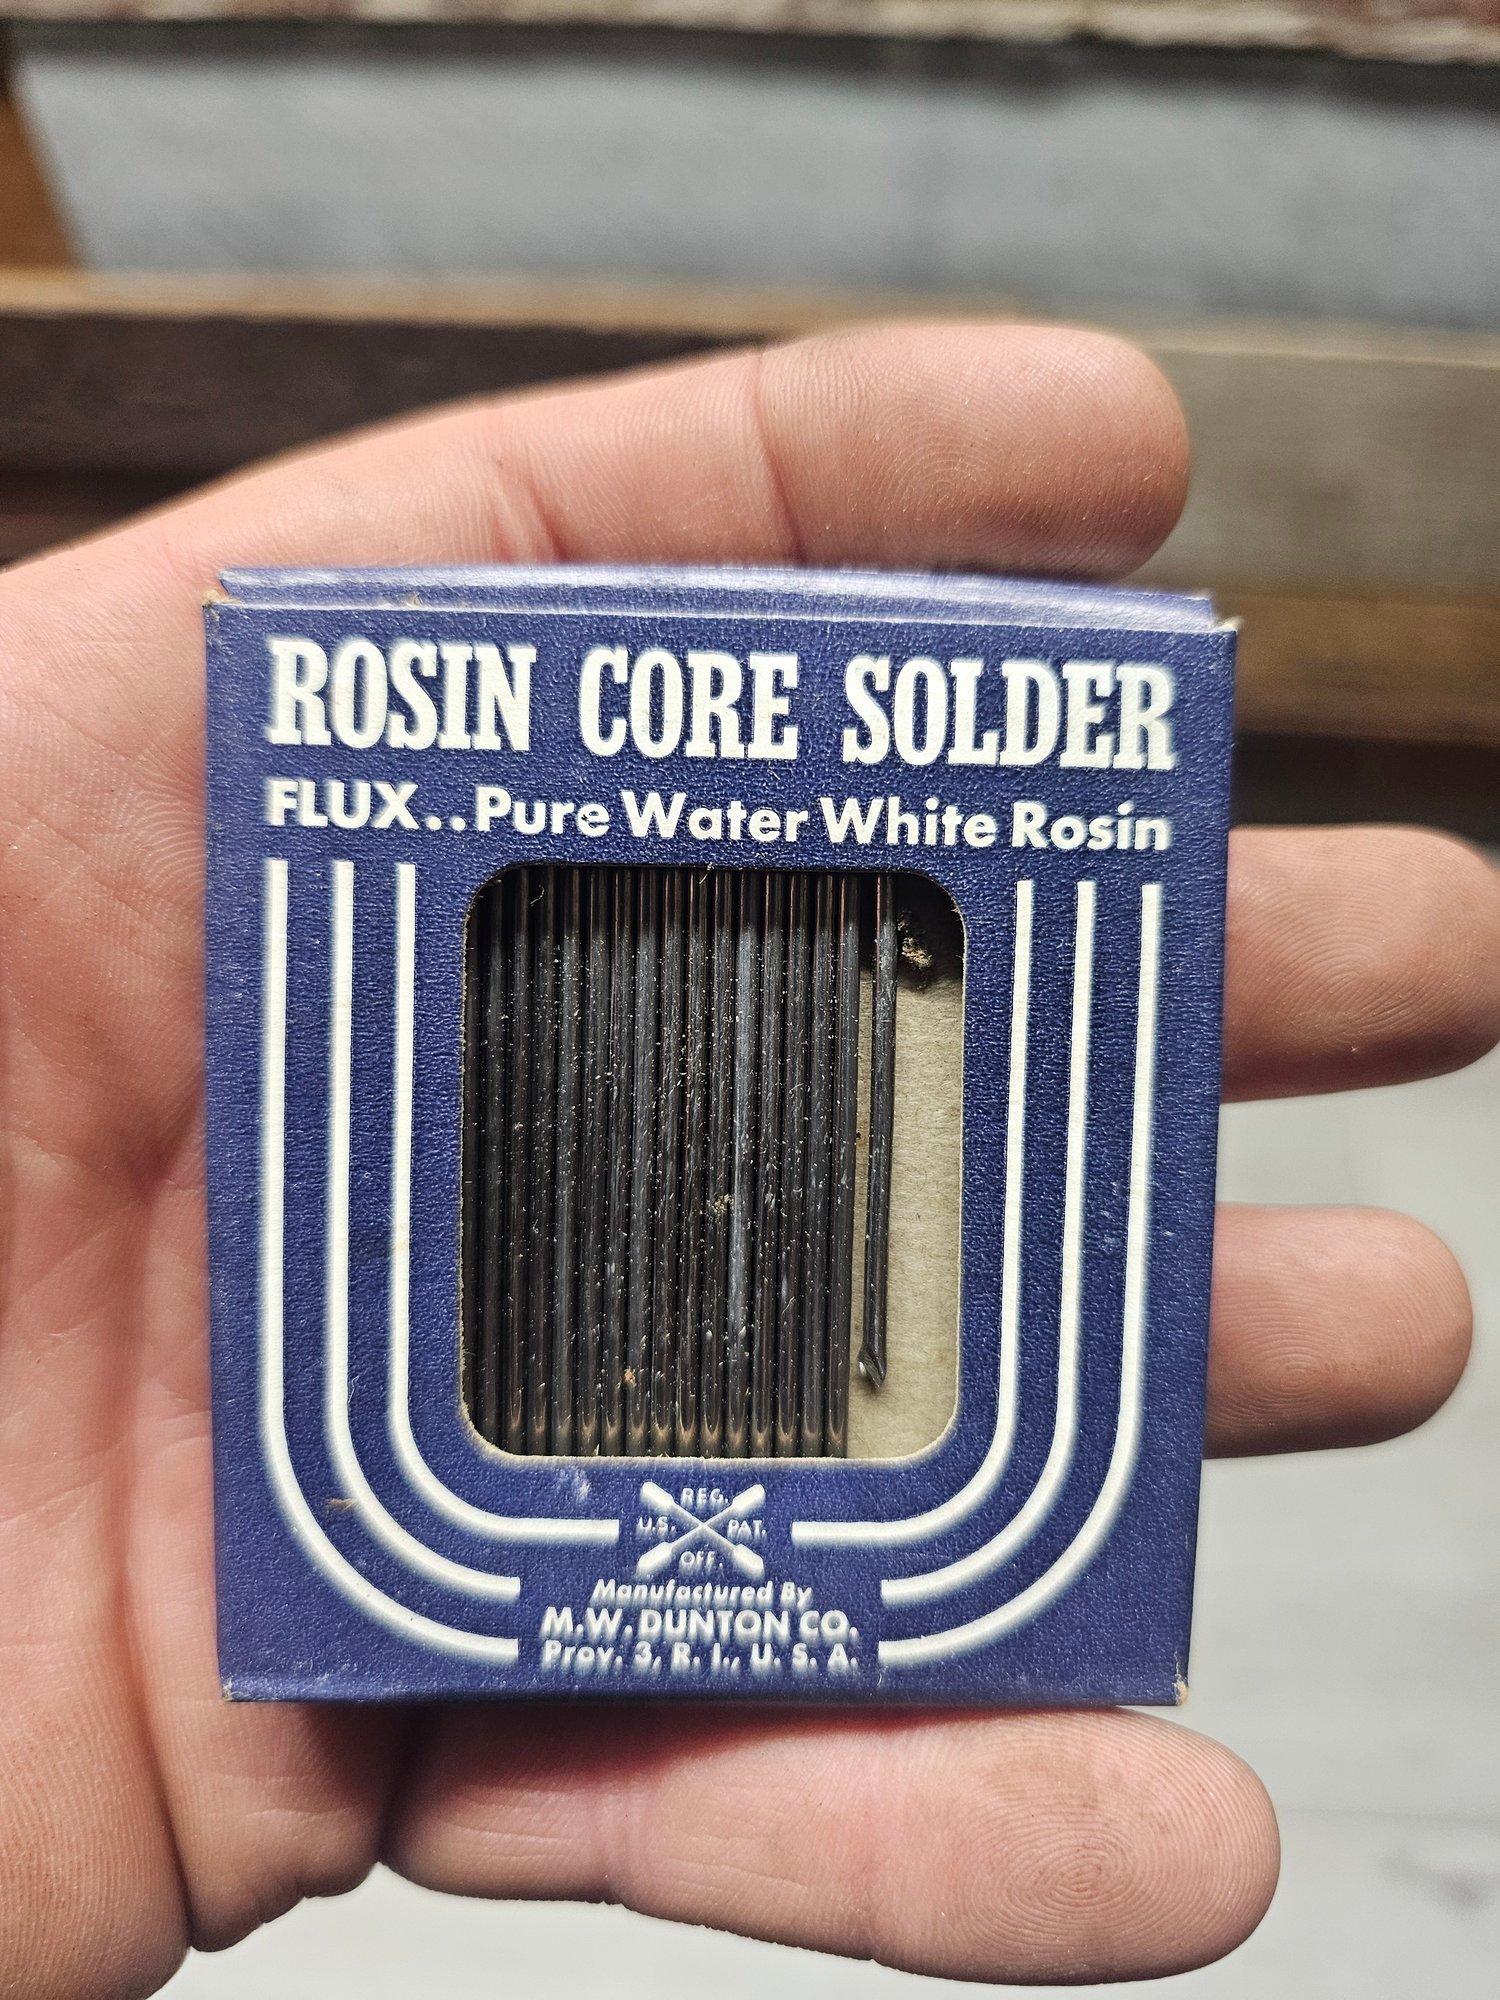 ROSIN CORE SOLDER
FLUX..Pure Water White Rosin
REG.
U.S. PAT.
OFF.
Manufactured By
M.W. DUNTON CO.
Prov. 3, R. I., U. S. A.